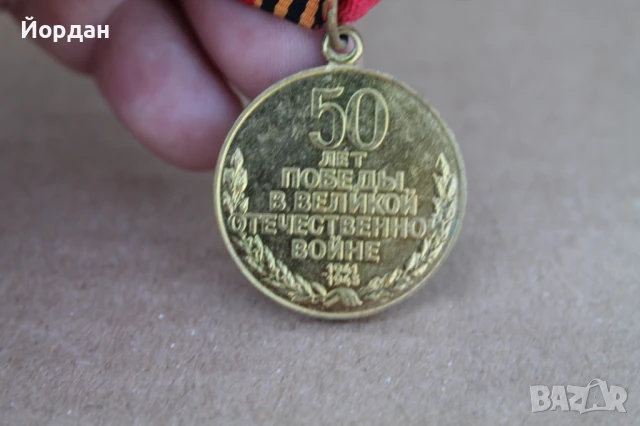 Йордан
50
ЛЕТ
ПОБЕДЫ
В ВЕЛИКОЙ
ОТЕЧЕСТВЕННОЙ
ВОЙНЕ
1941
1945
BAZAR